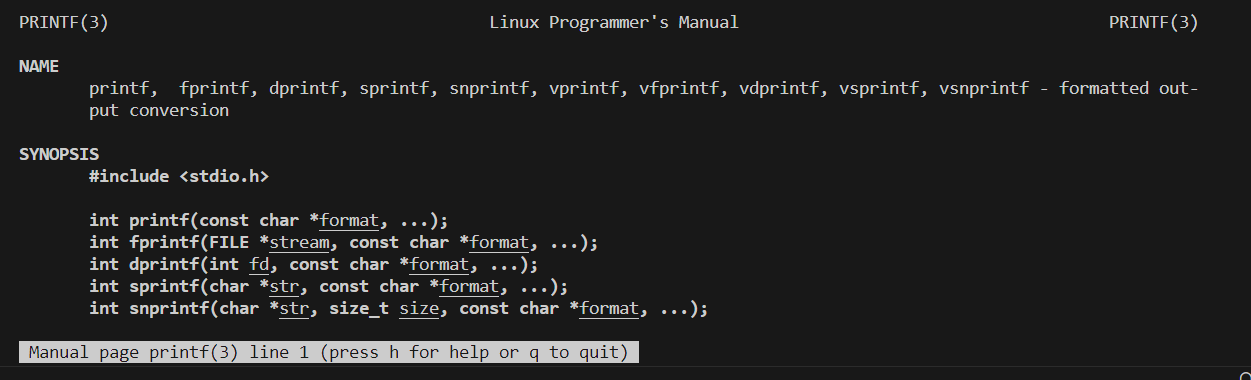 PRINTF(3) Linux Programmer's Manual PRINTF(3)
NAME
printf, fprintf, dprintf, sprintf, snprintf, vprintf, vfprintf, vdprintf, vsprintf, vsnprintf - formatted out-
put conversion
SYNOPSIS
#include <stdio.h>
int printf(const char *format, ...);
int fprintf(FILE *stream, const char *format, ...);
int dprintf(int fd, const char *format, ...);
int sprintf(char *str, const char *format, ...);
int snprintf(char *str, size_t size, const char *format, ...);
Manual page printf(3) line 1 (press h for help or q to quit)